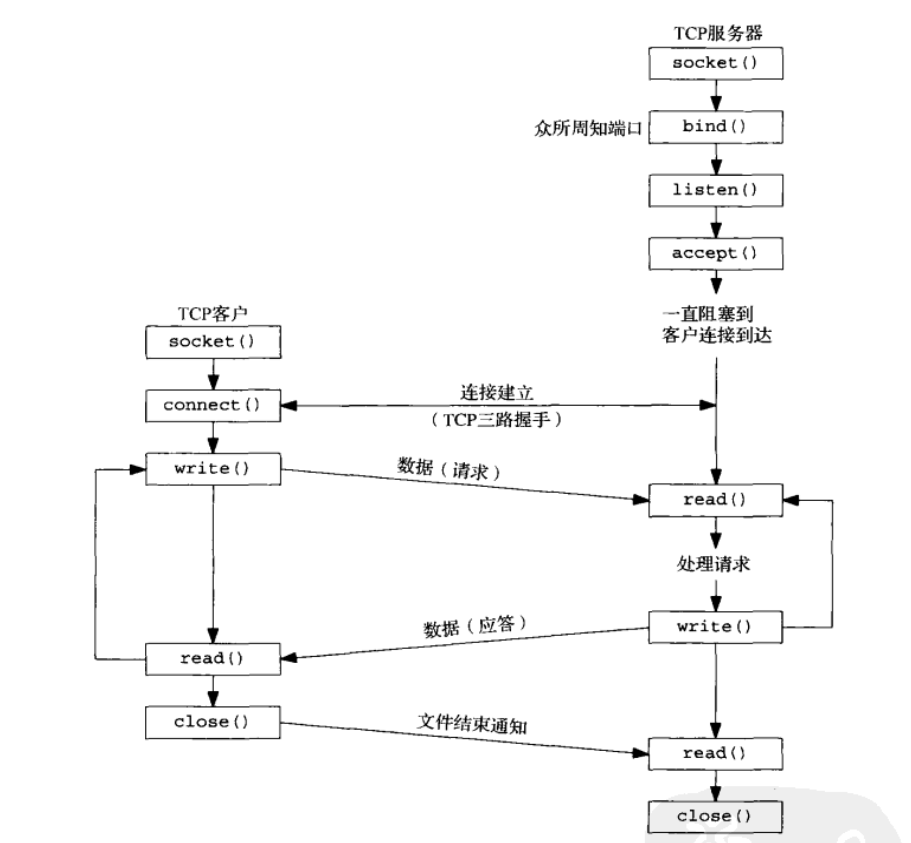 TCP服务器
socket()
众所周知端口
bind()
listen()
accept()
一直阻塞到
客户连接到达
TCP客户
socket()
connect()
连接建立
（TCP三路握手）
write()
数据（请求）
read()
处理请求
write()
数据（应答）
read()
close()
文件结束通知
read()
close()